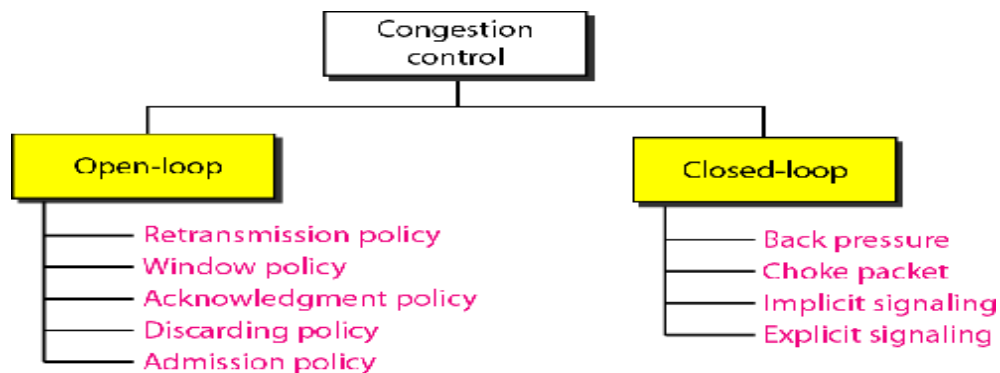 Congestion
control
Open-loop
Retransmission policy
Window policy
Acknowledgment policy
Discarding policy
Admission policy
Closed-loop
Back pressure
Choke packet
Implicit signaling
Explicit signaling